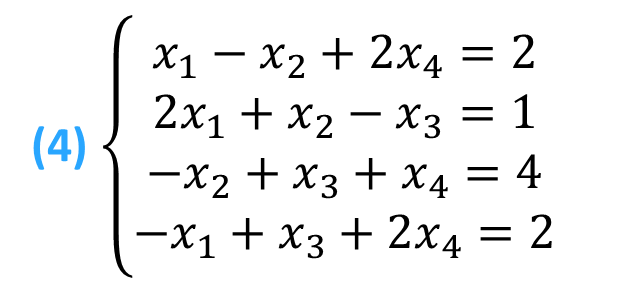 x₁ − x₂ + 2x₄ = 2
2x₁ + x₂ − x₃ = 1
(4)
−x₂ + x₃ + x₄ = 4
−x₁ + x₃ + 2x₄ = 2